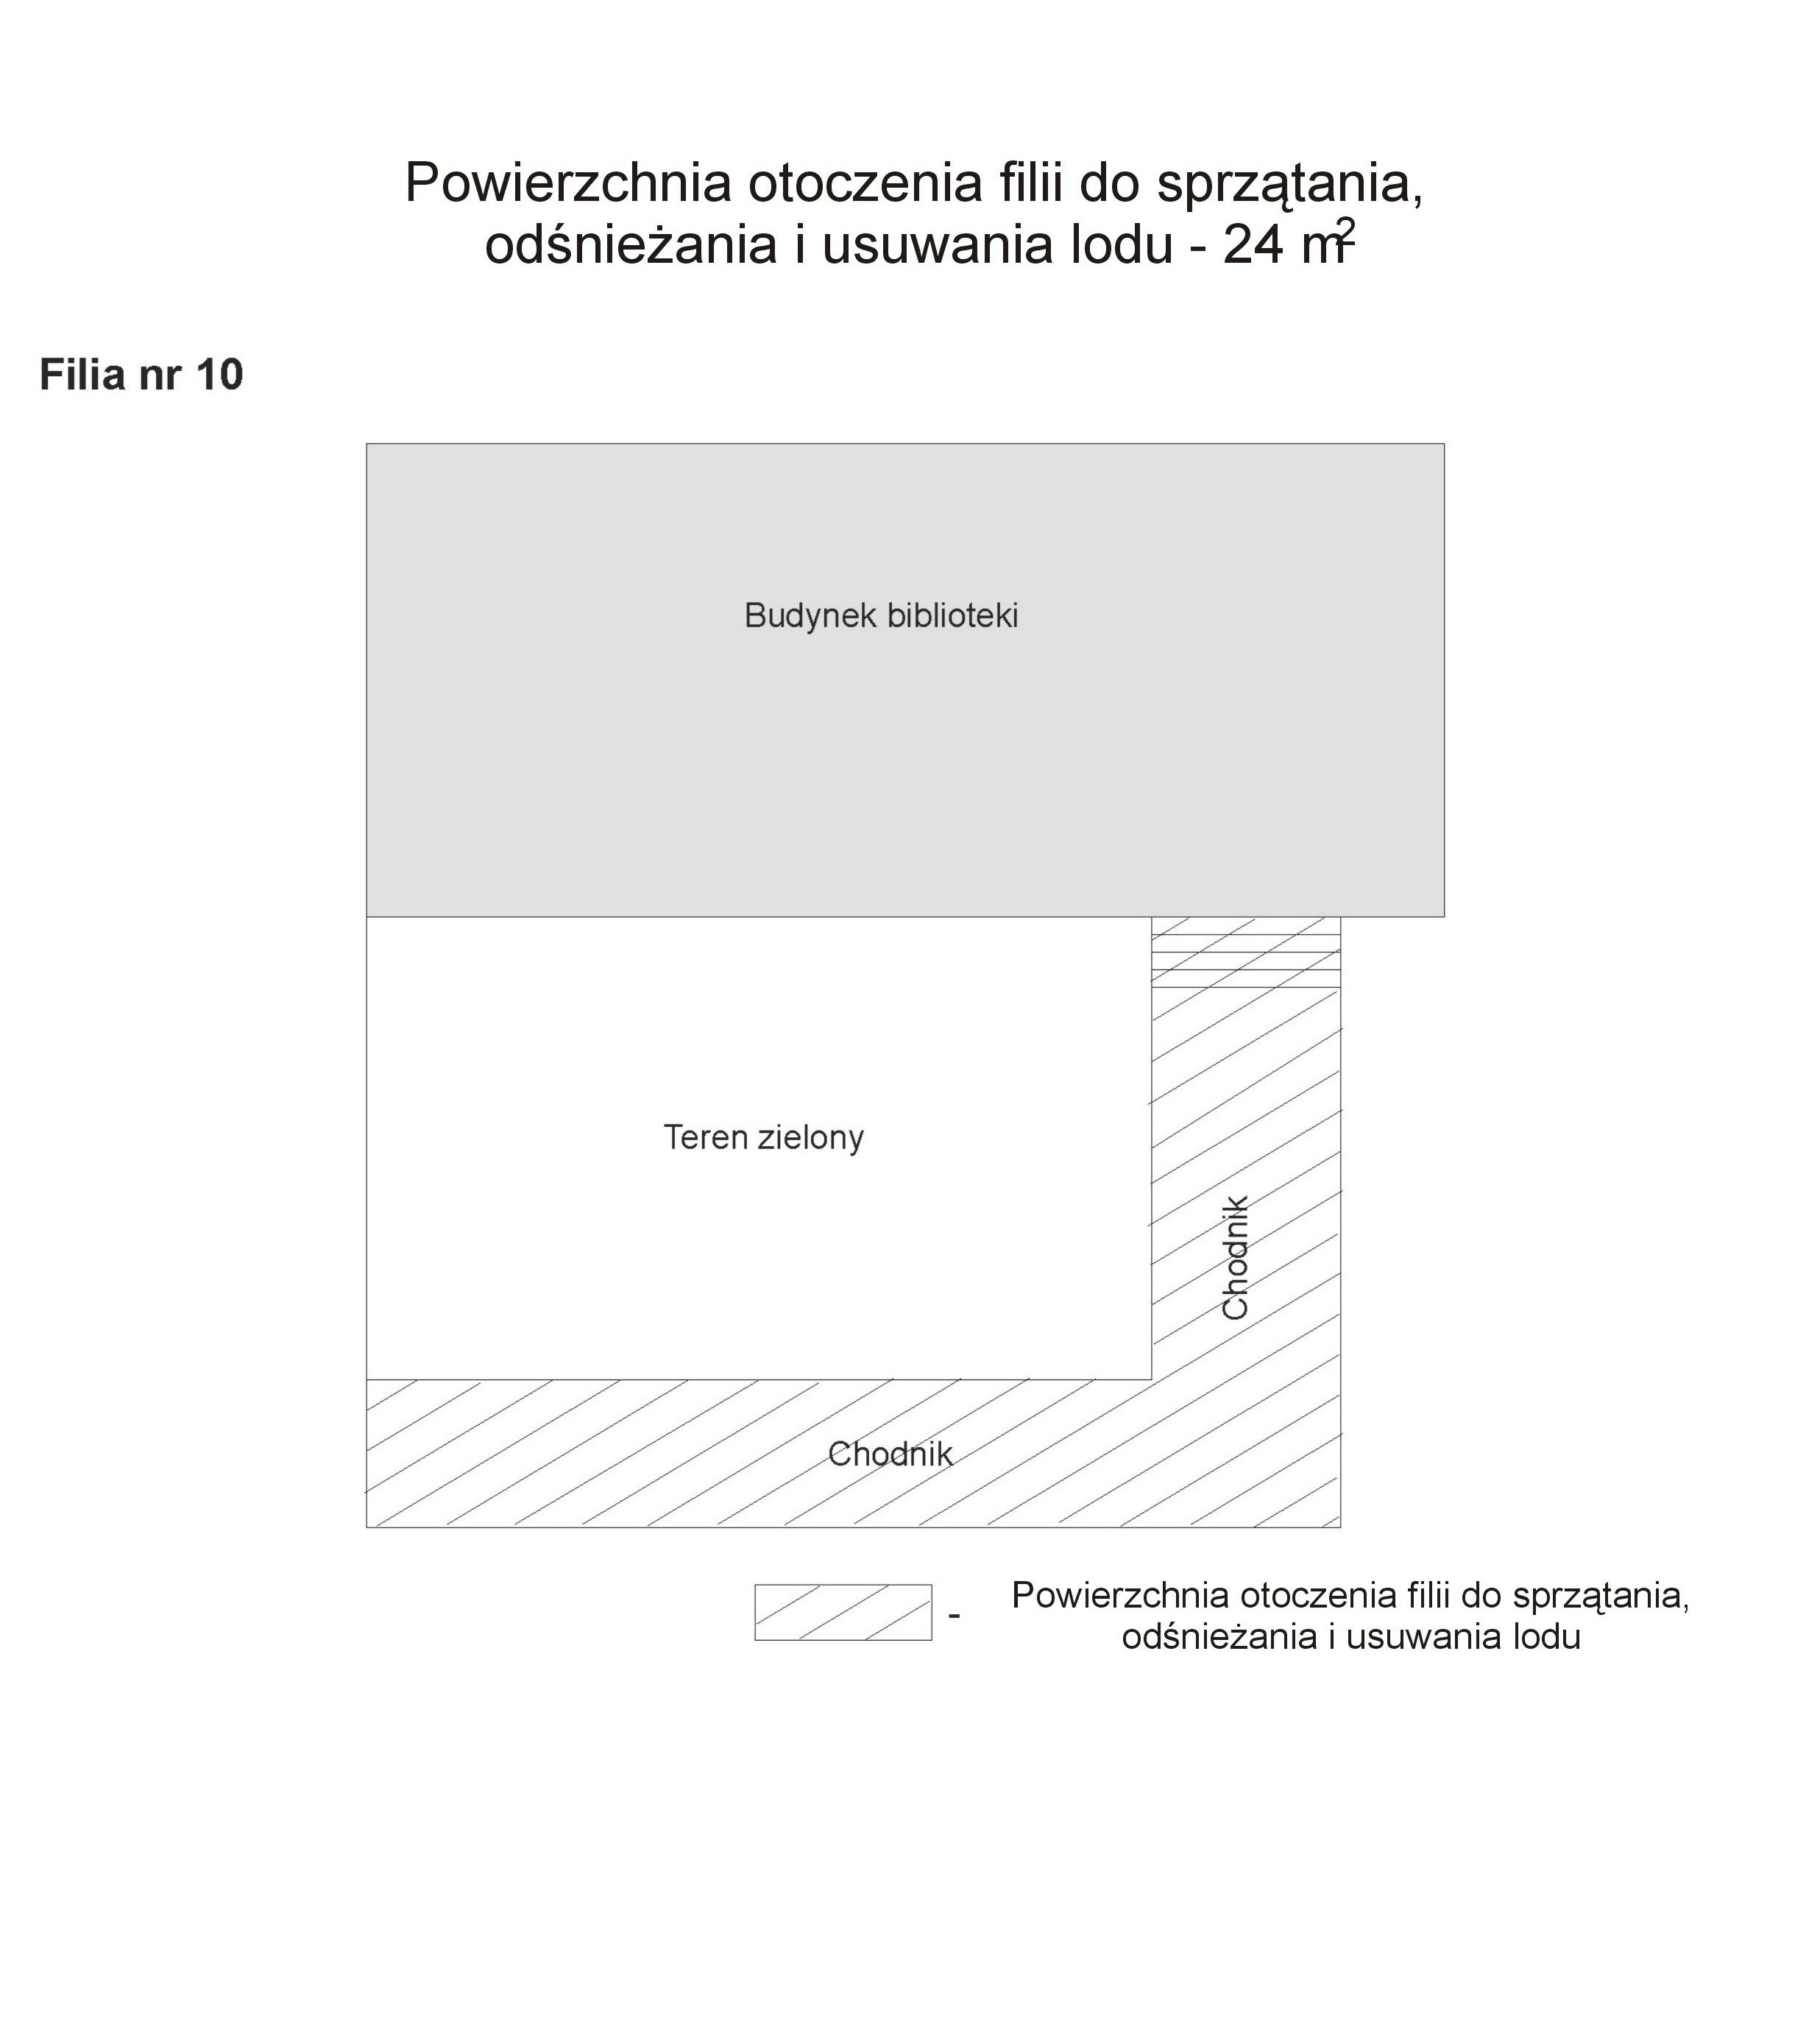 Powierzchnia otoczenia filii do sprzątania,
odśnieżania i usuwania lodu - 24 m²
Filia nr 10
Budynek biblioteki
Teren zielony
Chodnik
Chodnik
- Powierzchnia otoczenia filii do sprzątania,
odśnieżania i usuwania lodu